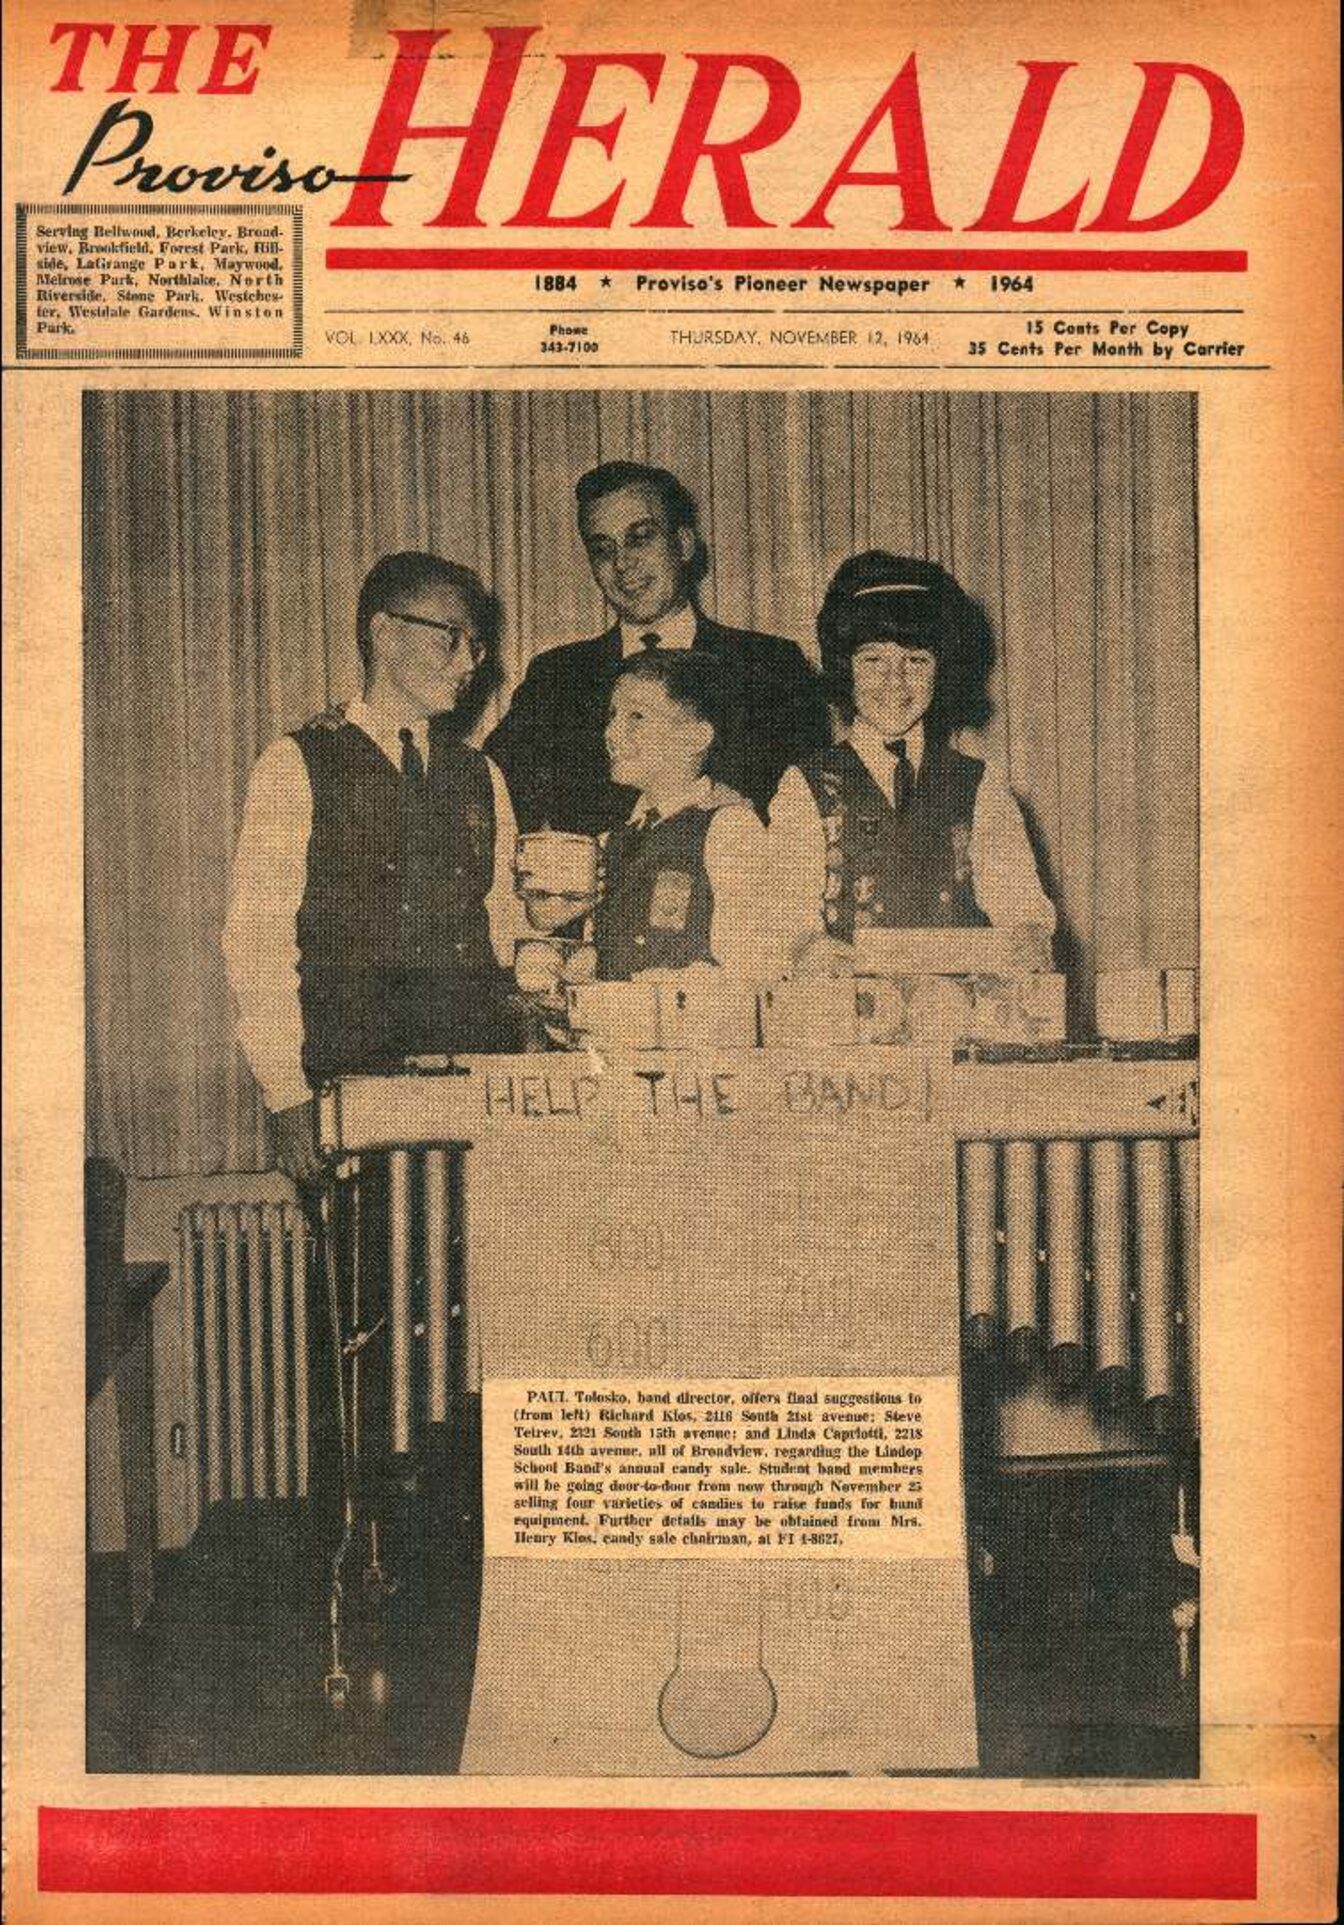 THE
Proviso
HERALD
Serving Bellwood, Berkeley, Broad-
view, Brookfield, Forest Park, Hill-
side, LaGrange Park, Maywood,
Melrose Park, Northlake, North
Riverside, Stone Park, Westches-
ter, Westdale Gardens, Winston
Park.
1884 ★ Proviso's Pioneer Newspaper ★ 1964
VOL. LXXX, No. 46
Phone
343-7100
THURSDAY, NOVEMBER 12, 1964
15 Cents Per Copy
35 Cents Per Month by Carrier
HELP THE BAND!
800
700
600
PAUL Tolosko, band director, offers final suggestions to
(from left) Richard Klos, 2416 South 21st avenue; Steve
Tetrev, 2321 South 15th avenue; and Linda Capriotti, 2218
South 14th avenue, all of Broadview, regarding the Lindop
School Band's annual candy sale. Student band members
will be going door-to-door from now through November 25
selling four varieties of candies to raise funds for band
equipment. Further details may be obtained from Mrs.
Henry Klos, candy sale chairman, at FI 4-8627.
100